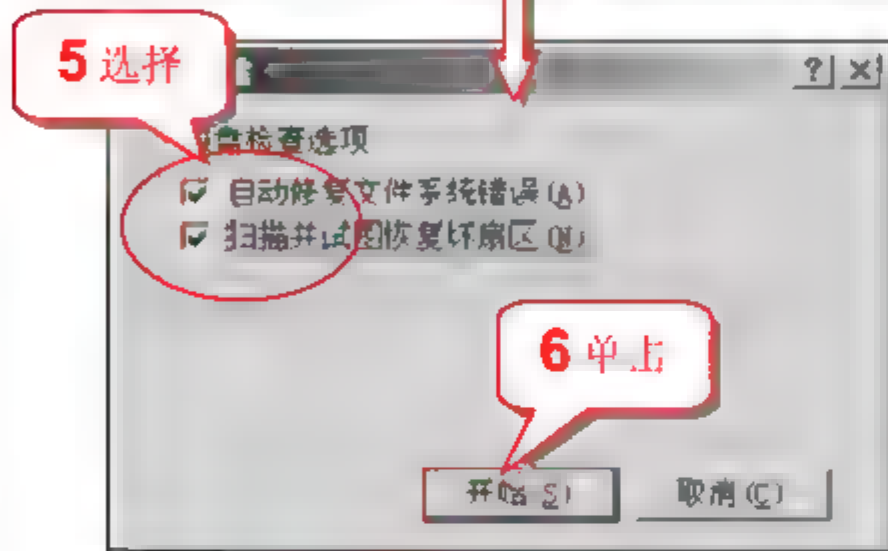 5 选择
盘检查选项
自动修复文件系统错误(A)
扫描并试图恢复坏扇区(N)
6 单击
开始(S)
取消(C)